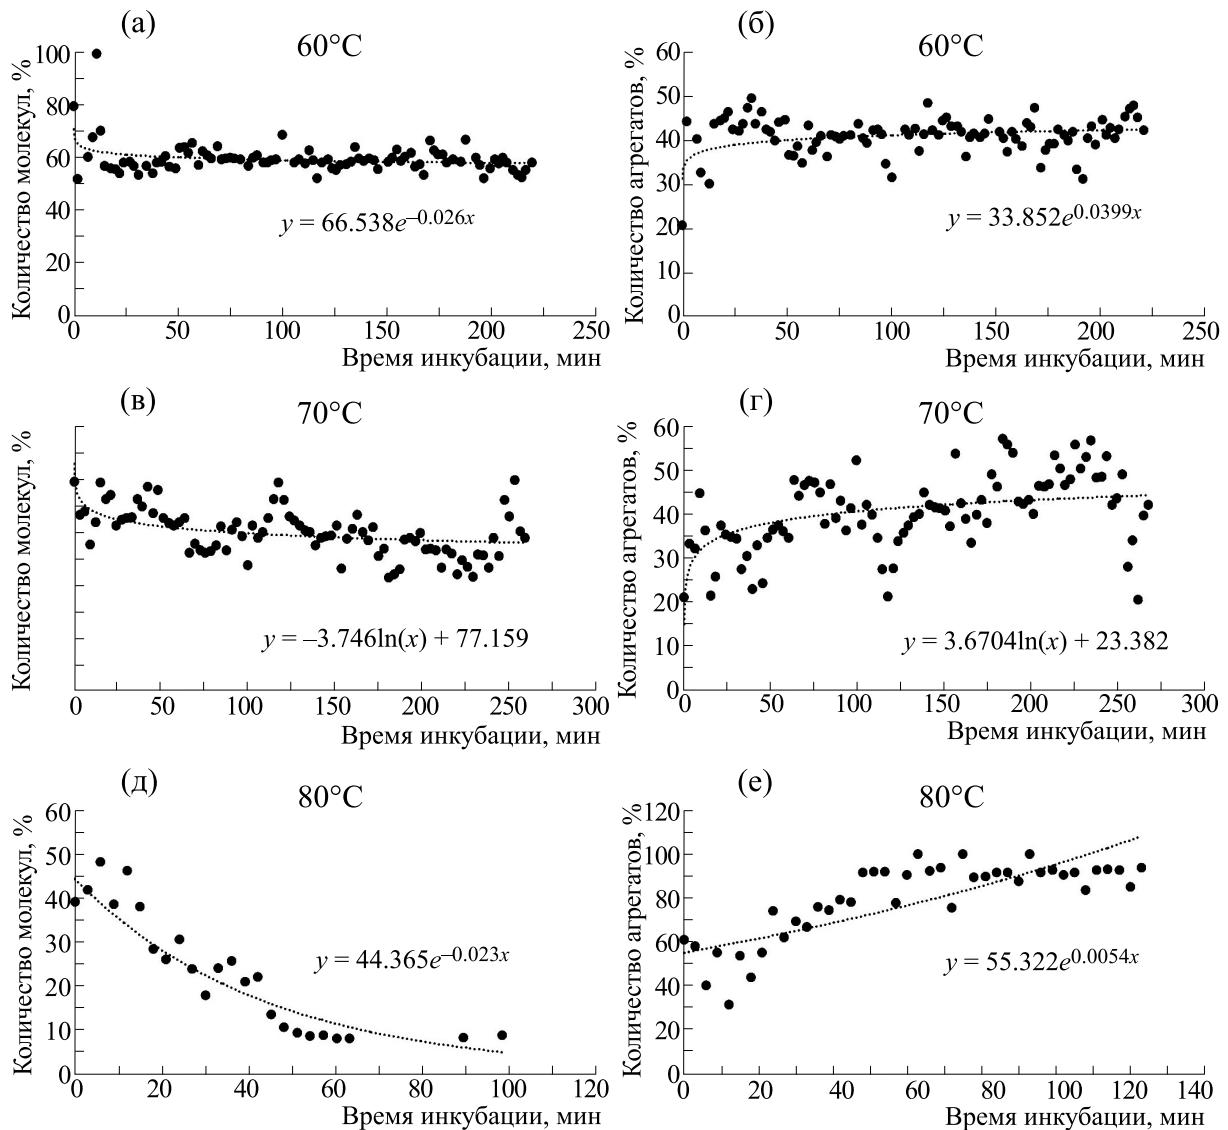 (а)
60°C
Количество молекул, %
100
80
60
40
20
0
y = 66.538e^–0.026x
0 50 100 150 200 250
Время инкубации, мин
(б)
60°C
Количество агрегатов, %
60
50
40
30
20
10
0
y = 33.852e^0.0399x
0 50 100 150 200 250
Время инкубации, мин
(в)
70°C
Количество молекул, %
y = –3.746ln(x) + 77.159
0 50 100 150 200 250 300
Время инкубации, мин
(г)
70°C
Количество агрегатов, %
60
50
40
30
20
10
0
y = 3.6704ln(x) + 23.382
0 50 100 150 200 250 300
Время инкубации, мин
(д)
80°C
Количество молекул, %
60
50
40
30
20
10
0
y = 44.365e^–0.023x
0 20 40 60 80 100 120
Время инкубации, мин
(е)
80°C
Количество агрегатов, %
120
100
80
60
40
20
0
y = 55.322e^0.0054x
0 20 40 60 80 100 120 140
Время инкубации, мин